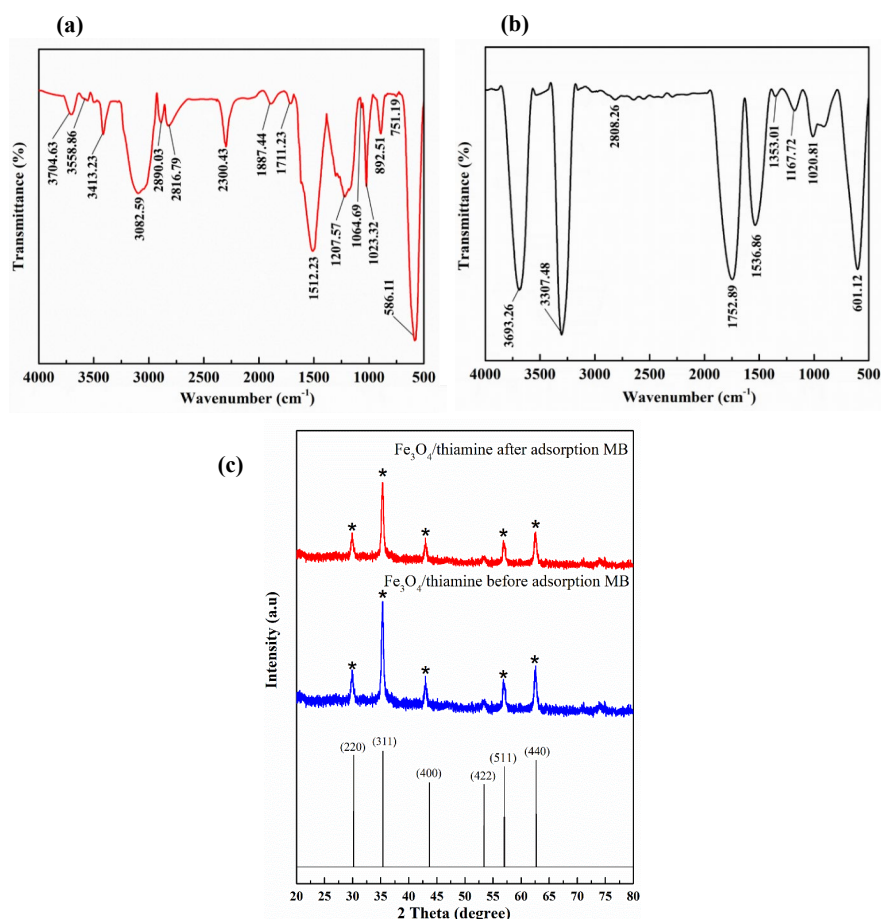 (a)
Transmittance (%)
3704.63
3558.86
3413.23
3082.59
2890.03
2816.79
2300.43
1887.44
1711.23
1512.23
1207.57
1064.69
1023.32
892.51
751.19
586.11
4000 3500 3000 2500 2000 1500 1000 500
Wavenumber (cm⁻¹)
(b)
Transmittance (%)
3693.26
3307.48
2808.26
1752.89
1536.86
1353.01
1167.72
1020.81
601.12
4000 3500 3000 2500 2000 1500 1000 500
Wavenumber (cm⁻¹)
(c)
Intensity (a.u)
Fe₃O₄/thiamine after adsorption MB
* * * * *
Fe₃O₄/thiamine before adsorption MB
* * * * *
(220) (311) (400) (422) (511) (440)
20 25 30 35 40 45 50 55 60 65 70 75 80
2 Theta (degree)